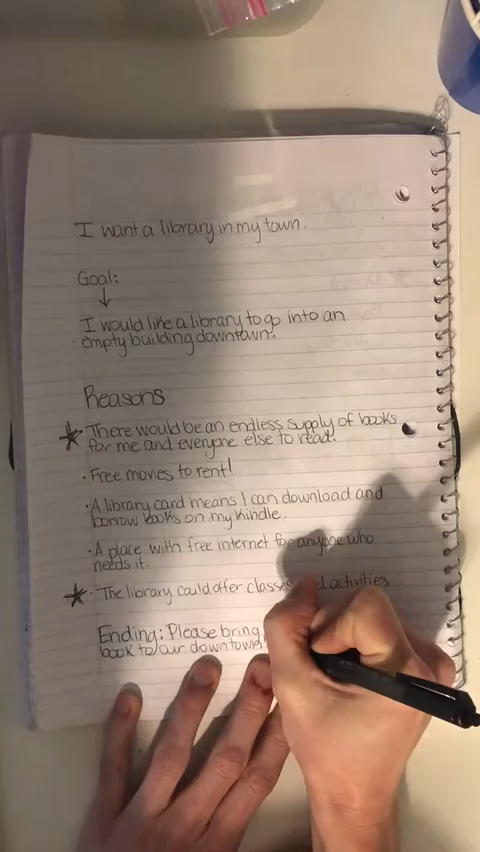 I want a library in my town.
Goal:
I would like a library to go into an
empty building downtown.
Reasons
There would be an endless supply of books
for me and everyone else to read.
Free movies to rent!
A library card means I can download and
borrow books on my kindle.
A place with free internet for anyone who
needs it.
The library could offer classes activities
Ending: Please bring
book to our downtown